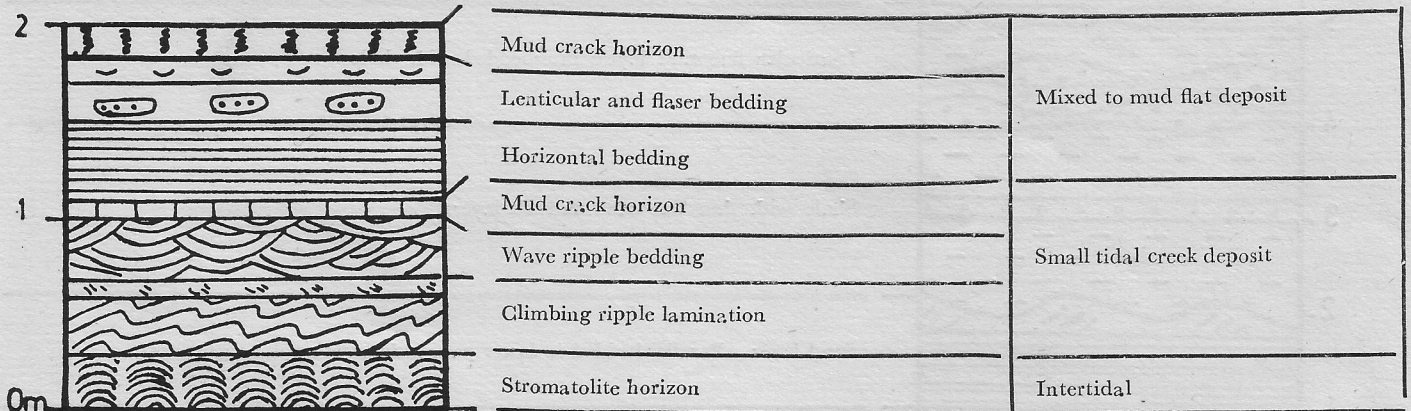 2
Mud crack horizon
Lenticular and flaser bedding
Mixed to mud flat deposit
Horizontal bedding
1
Mud crack horizon
Wave ripple bedding
Small tidal creek deposit
Climbing ripple lamination
Stromatolite horizon
Intertidal
0m